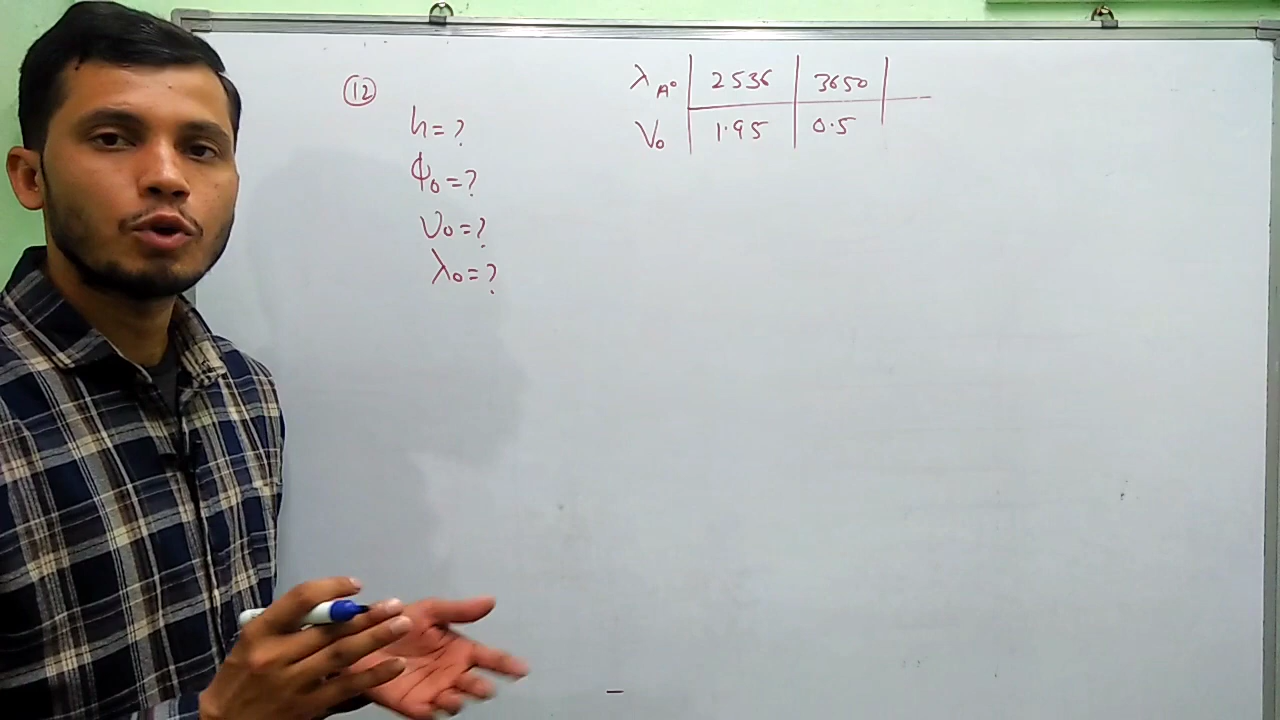 ⑫
h = ?
ϕ₀ = ?
ν₀ = ?
λ₀ = ?
λ A° | 2536 | 3650
V₀ | 1.95 | 0.5